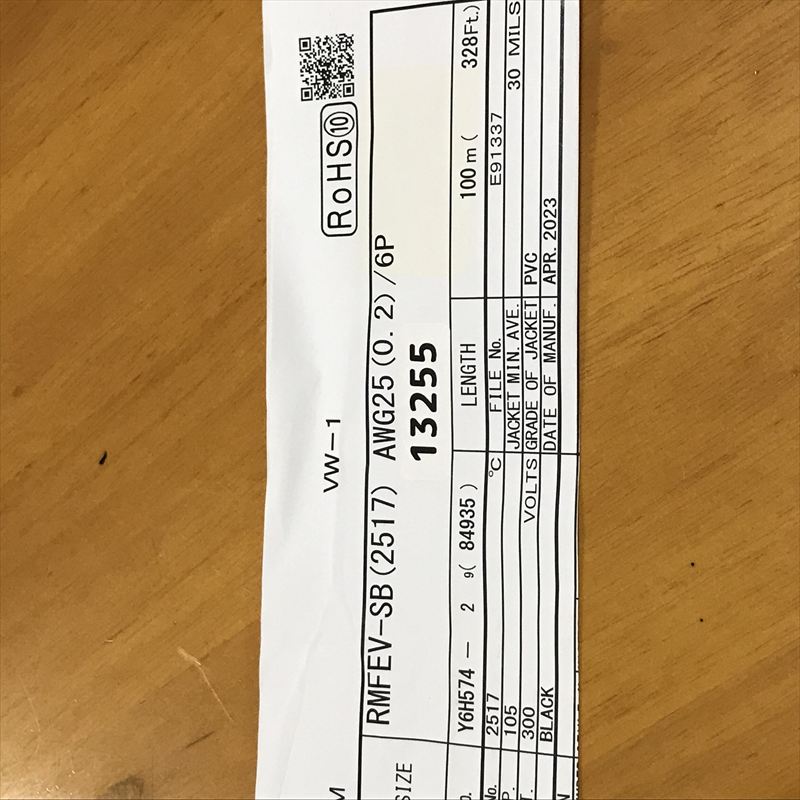 M VW-1 RoHS⑩
SIZE RMFEV-SB(2517) AWG25(0.2)/6P
13255
Y6H574- 2 9( 84935 ) LENGTH 100m( 328Ft.)
No. 2517 FILE No. E91337
P. 105 °C JACKET MIN. AVE. 30 MILS
T. 300 VOLTS GRADE OF JACKET PVC
BLACK DATE OF MANUF. APR. 2023
N